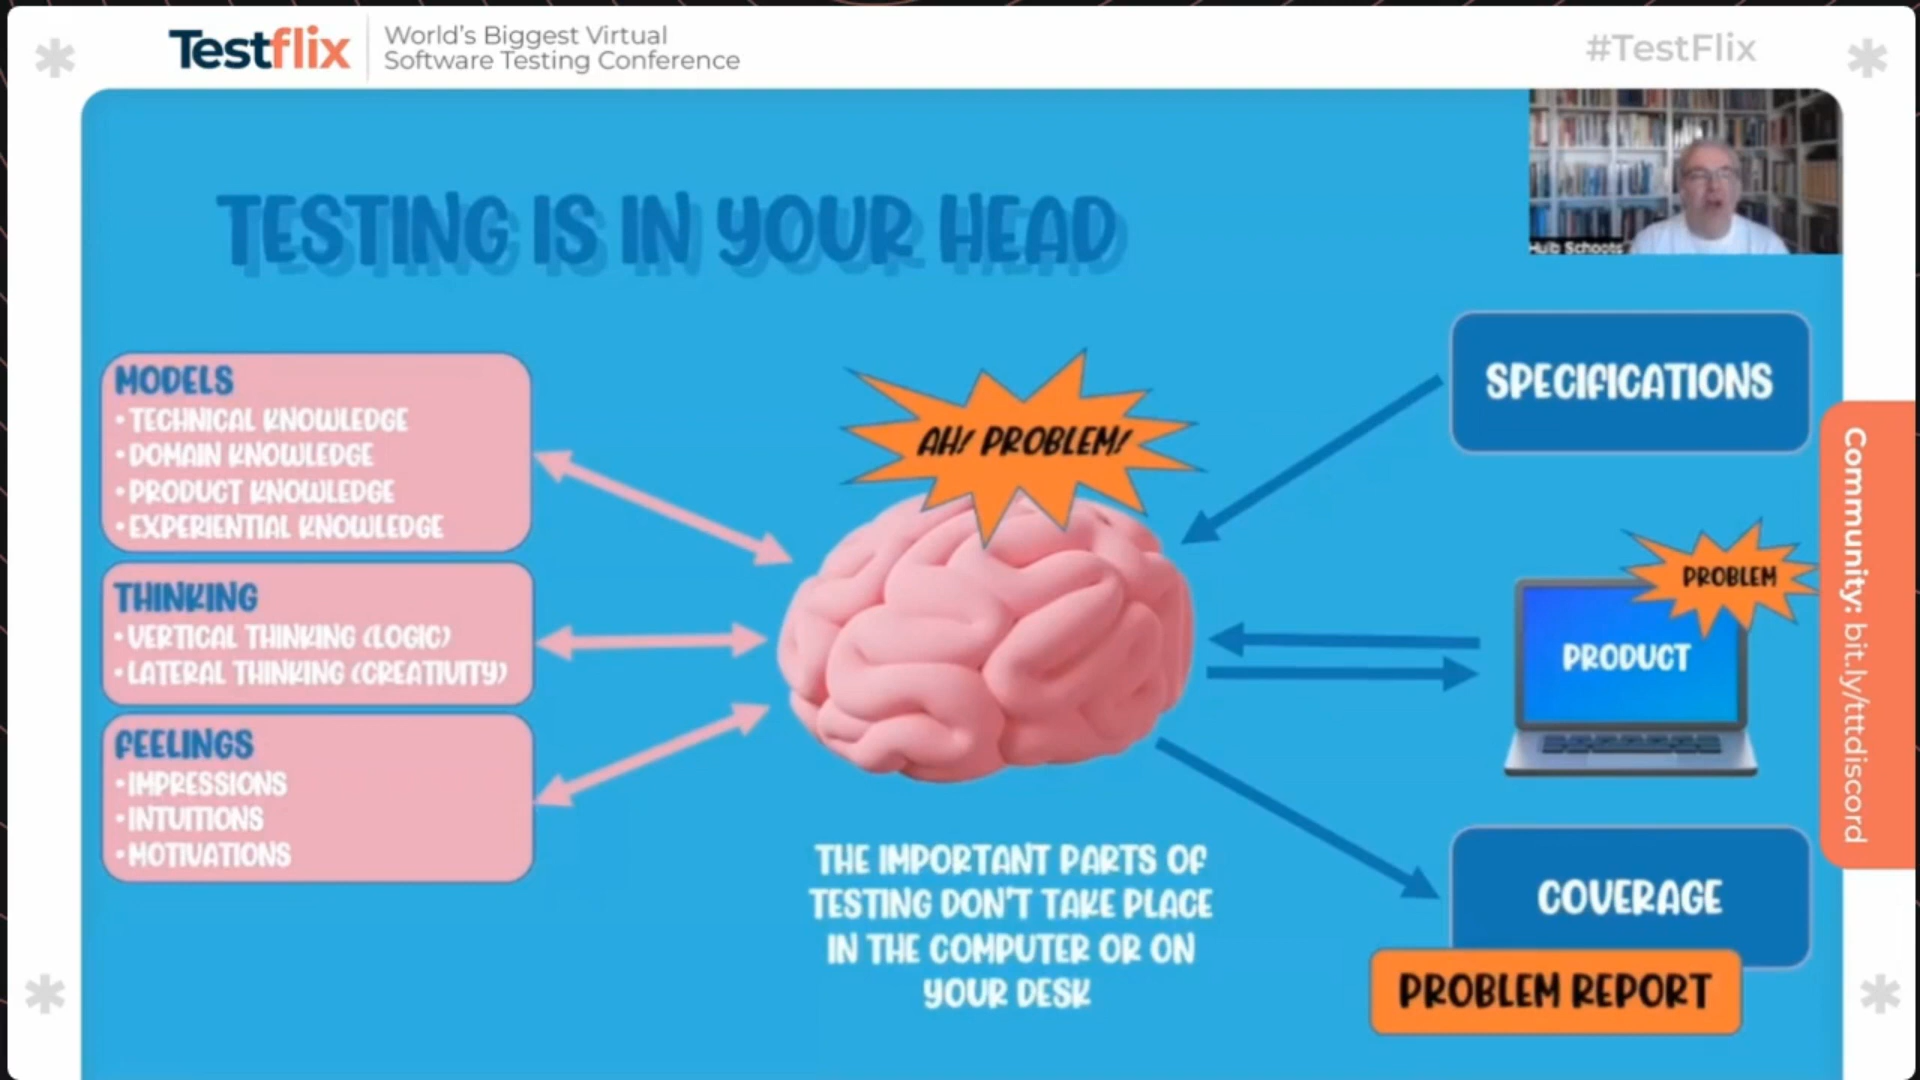 Testflix
World's Biggest Virtual
Software Testing Conference
#TestFlix
Huib Schoots
TESTING IS IN YOUR HEAD
MODELS
• TECHNICAL KNOWLEDGE
• DOMAIN KNOWLEDGE
• PRODUCT KNOWLEDGE
• EXPERIENTIAL KNOWLEDGE
THINKING
• VERTICAL THINKING (LOGIC)
• LATERAL THINKING (CREATIVITY)
FEELINGS
• IMPRESSIONS
• INTUITIONS
• MOTIVATIONS
AH! PROBLEM!
THE IMPORTANT PARTS OF
TESTING DON'T TAKE PLACE
IN THE COMPUTER OR ON
YOUR DESK
SPECIFICATIONS
PROBLEM
PRODUCT
COVERAGE
PROBLEM REPORT
Community: bit.ly/tttdiscord